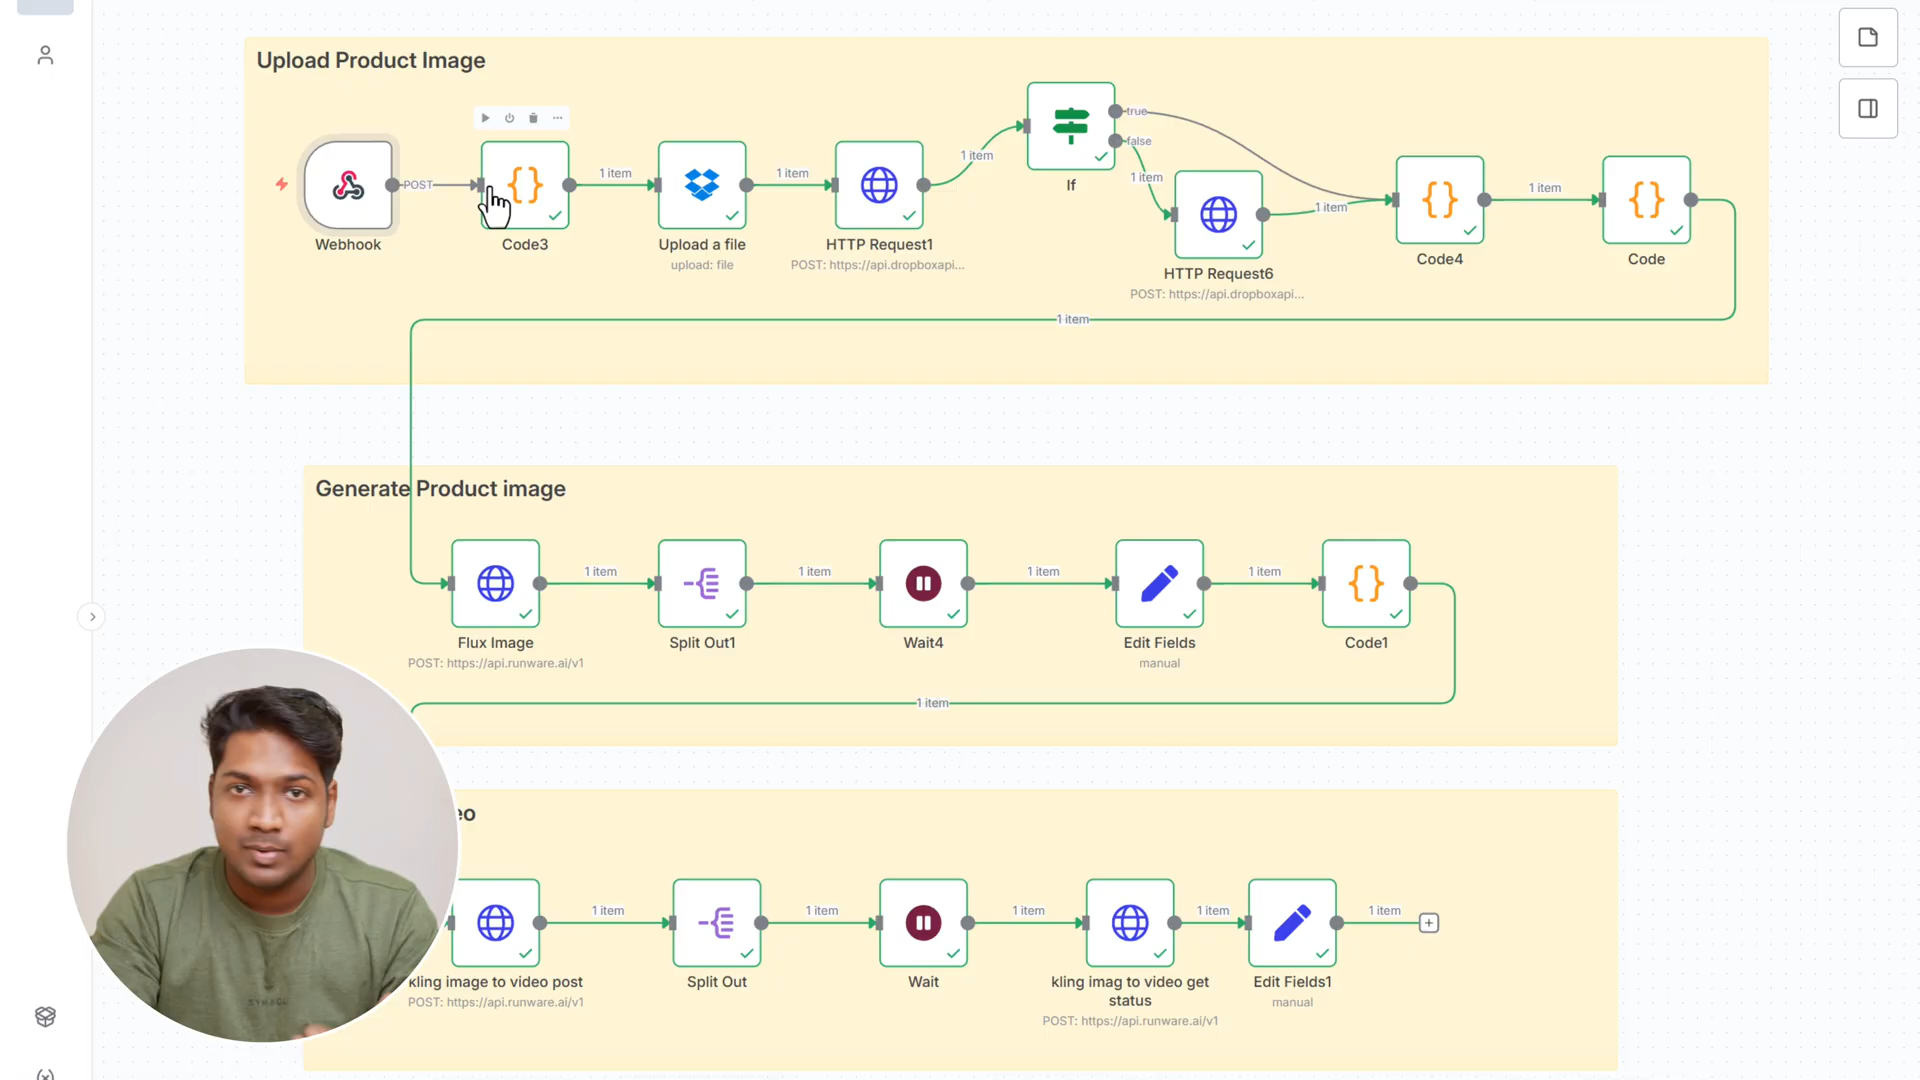 Upload Product Image
true
false
POST
1 item
1 item
1 item
1 item
1 item
1 item
Webhook
Code3
Upload a file
upload: file
HTTP Request1
POST: https://api.dropboxapi...
If
HTTP Request6
POST: https://api.dropboxapi...
Code4
Code
1 item
Generate Product image
1 item
1 item
1 item
1 item
Flux Image
POST: https://api.runware.ai/v1
Split Out1
Wait4
Edit Fields
manual
Code1
1 item
eo
1 item
1 item
1 item
1 item
1 item
kling image to video post
POST: https://api.runware.ai/v1
Split Out
Wait
kling imag to video get
status
POST: https://api.runware.ai/v1
Edit Fields1
manual